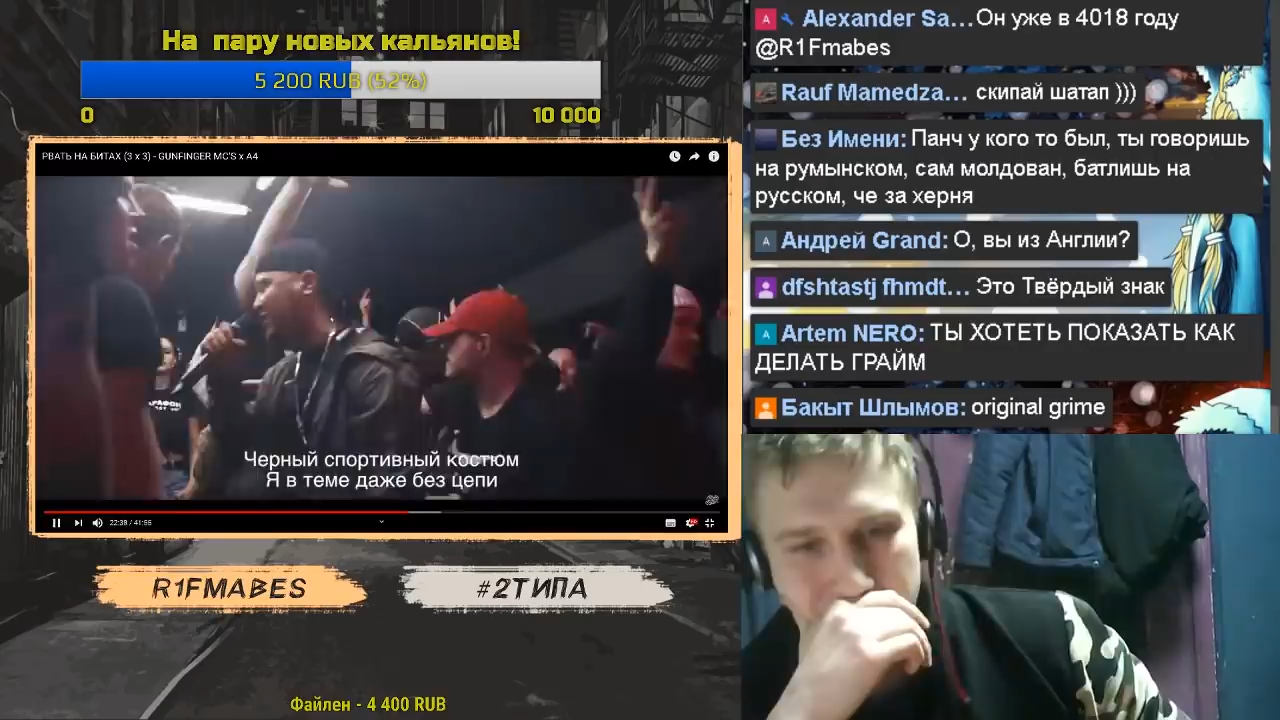 На пару новых кальянов!
5 200 RUB (52%)
0
10 000
РВАТЬ НА БИТАХ (3 x 3) - GUNFINGER MC'S x A4
Черный спортивный костюм
Я в теме даже без цепи
22:39 / 41:56
R1FMABES
#2ТИПА
Файлен - 4 400 RUB
Alexander Sa... Он уже в 4018 году
@R1Fmabes
Rauf Mamedza... скипай шатап )))
Без Имени: Панч у кого то был, ты говоришь
на румынском, сам молдован, батлишь на
русском, че за херня
Андрей Grand: О, вы из Англии?
dfshtastj fhmdt... Это Твёрдый знак
Artem NERO: ТЫ ХОТЕТЬ ПОКАЗАТЬ КАК
ДЕЛАТЬ ГРАЙМ
Бакыт Шлымов: original grime